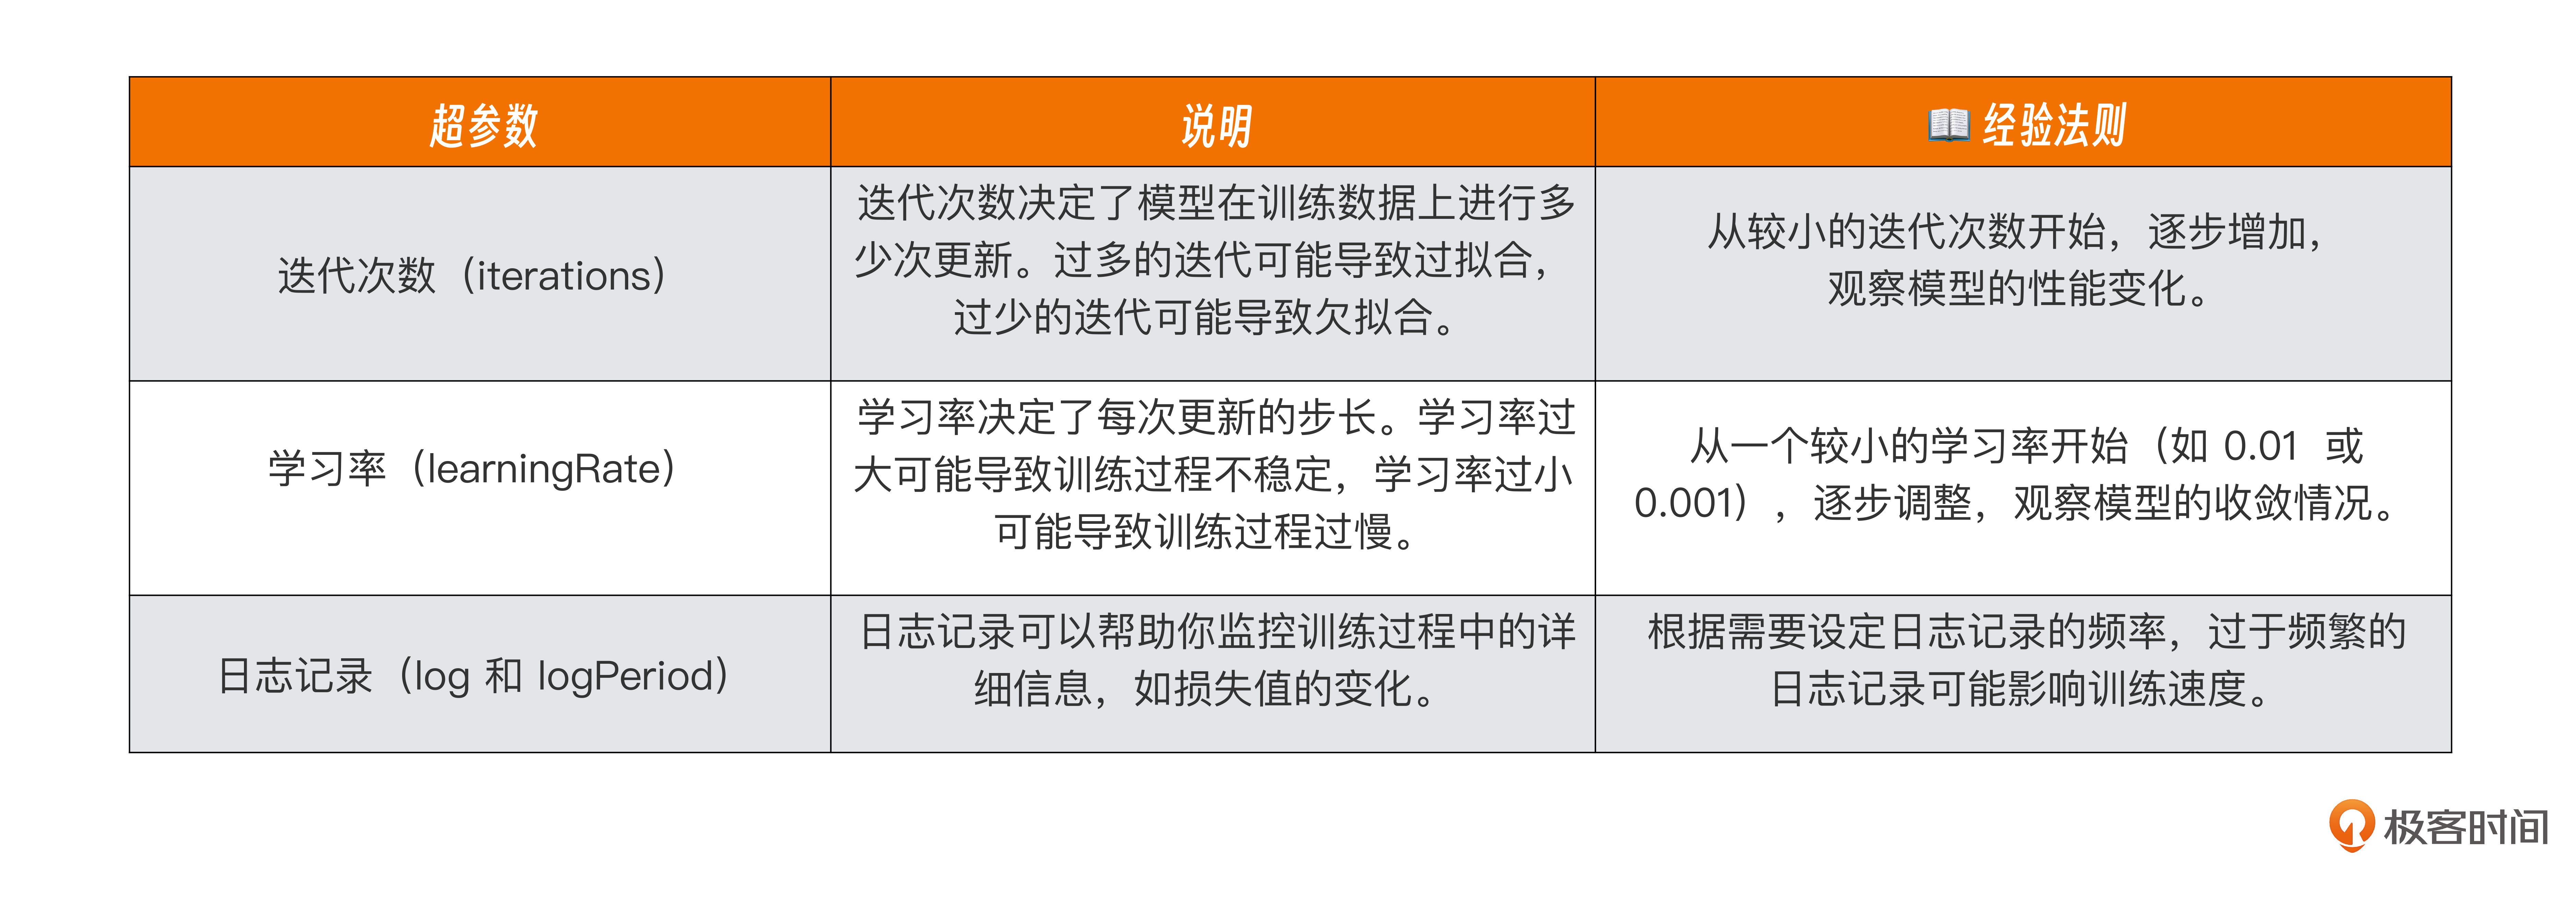 超参数
说明
📖 经验法则
迭代次数（iterations）
迭代次数决定了模型在训练数据上进行多
少次更新。过多的迭代可能导致过拟合，
过少的迭代可能导致欠拟合。
从较小的迭代次数开始，逐步增加，
观察模型的性能变化。
学习率（learningRate）
学习率决定了每次更新的步长。学习率过
大可能导致训练过程不稳定，学习率过小
可能导致训练过程过慢。
从一个较小的学习率开始（如 0.01 或
0.001），逐步调整，观察模型的收敛情况。
日志记录（log 和 logPeriod）
日志记录可以帮助你监控训练过程中的详
细信息，如损失值的变化。
根据需要设定日志记录的频率，过于频繁的
日志记录可能影响训练速度。
极客时间